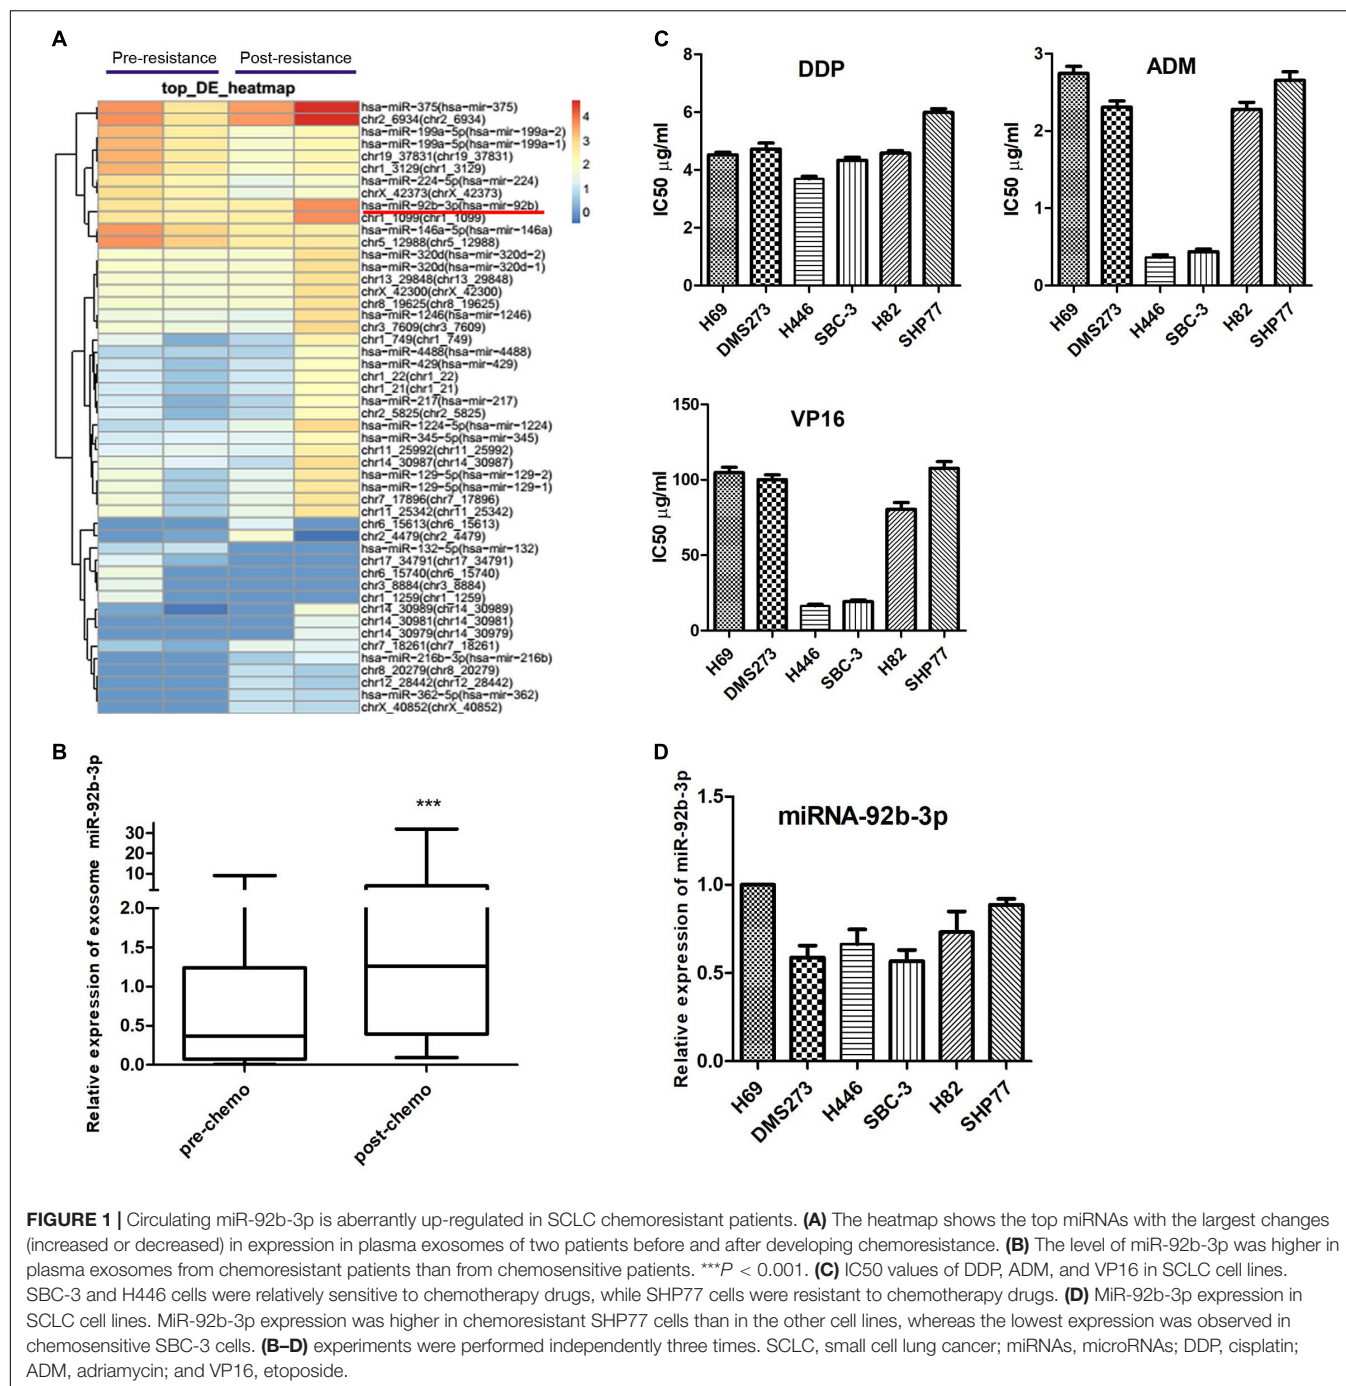 A
Pre-resistance Post-resistance
top_DE_heatmap
4
3
2
1
0
hsa-miR-375(hsa-mir-375)
chr2_6934(chr2_6934)
hsa-miR-199a-5p(hsa-mir-199a-2)
hsa-miR-199a-5p(hsa-mir-199a-1)
chr19_37831(chr19_37831)
chr1_3129(chr1_3129)
hsa-miR-224-5p(hsa-mir-224)
chrX_42373(chrX_42373)
hsa-miR-92b-3p(hsa-mir-92b)
chr1_1099(chr1_1099)
hsa-miR-146a-5p(hsa-mir-146a)
chr5_12988(chr5_12988)
hsa-miR-320d(hsa-mir-320d-2)
hsa-miR-320d(hsa-mir-320d-1)
chr13_29848(chr13_29848)
chrX_42300(chrX_42300)
chr8_19625(chr8_19625)
hsa-miR-1246(hsa-mir-1246)
chr3_7609(chr3_7609)
chr1_749(chr1_749)
hsa-miR-4488(hsa-mir-4488)
hsa-miR-429(hsa-mir-429)
chr1_22(chr1_22)
chr1_21(chr1_21)
hsa-miR-217(hsa-mir-217)
chr2_5825(chr2_5825)
hsa-miR-1224-5p(hsa-mir-1224)
hsa-miR-345-5p(hsa-mir-345)
chr11_25992(chr11_25992)
chr14_30987(chr14_30987)
hsa-miR-129-5p(hsa-mir-129-2)
hsa-miR-129-5p(hsa-mir-129-1)
chr7_17896(chr7_17896)
chr11_25342(chr11_25342)
chr6_15613(chr6_15613)
chr2_4479(chr2_4479)
hsa-miR-132-5p(hsa-mir-132)
chr17_34791(chr17_34791)
chr6_15740(chr6_15740)
chr3_8884(chr3_8884)
chr1_1259(chr1_1259)
chr14_30989(chr14_30989)
chr14_30981(chr14_30981)
chr14_30979(chr14_30979)
chr7_18261(chr7_18261)
hsa-miR-216b-3p(hsa-mir-216b)
chr8_20279(chr8_20279)
chr12_28442(chr12_28442)
hsa-miR-362-5p(hsa-mir-362)
chrX_40852(chrX_40852)
C
DDP
IC50 µg/ml
8
6
4
2
0
H69 DMS273 H446 SBC-3 H82 SHP77
ADM
IC50 µg/ml
3
2
1
0
H69 DMS273 H446 SBC-3 H82 SHP77
VP16
IC50 µg/ml
150
100
50
0
H69 DMS273 H446 SBC-3 H82 SHP77
B
Relative expression of exosome miR-92b-3p
***
30
20
10
2.0
1.5
1.0
0.5
0.0
pre-chemo post-chemo
D
miRNA-92b-3p
Relative expression of miR-92b-3p
1.5
1.0
0.5
0.0
H69 DMS273 H446 SBC-3 H82 SHP77
FIGURE 1 | Circulating miR-92b-3p is aberrantly up-regulated in SCLC chemoresistant patients. (A) The heatmap shows the top miRNAs with the largest changes
(increased or decreased) in expression in plasma exosomes of two patients before and after developing chemoresistance. (B) The level of miR-92b-3p was higher in
plasma exosomes from chemoresistant patients than from chemosensitive patients. ***P < 0.001. (C) IC50 values of DDP, ADM, and VP16 in SCLC cell lines.
SBC-3 and H446 cells were relatively sensitive to chemotherapy drugs, while SHP77 cells were resistant to chemotherapy drugs. (D) MiR-92b-3p expression in
SCLC cell lines. MiR-92b-3p expression was higher in chemoresistant SHP77 cells than in the other cell lines, whereas the lowest expression was observed in
chemosensitive SBC-3 cells. (B–D) experiments were performed independently three times. SCLC, small cell lung cancer; miRNAs, microRNAs; DDP, cisplatin;
ADM, adriamycin; and VP16, etoposide.